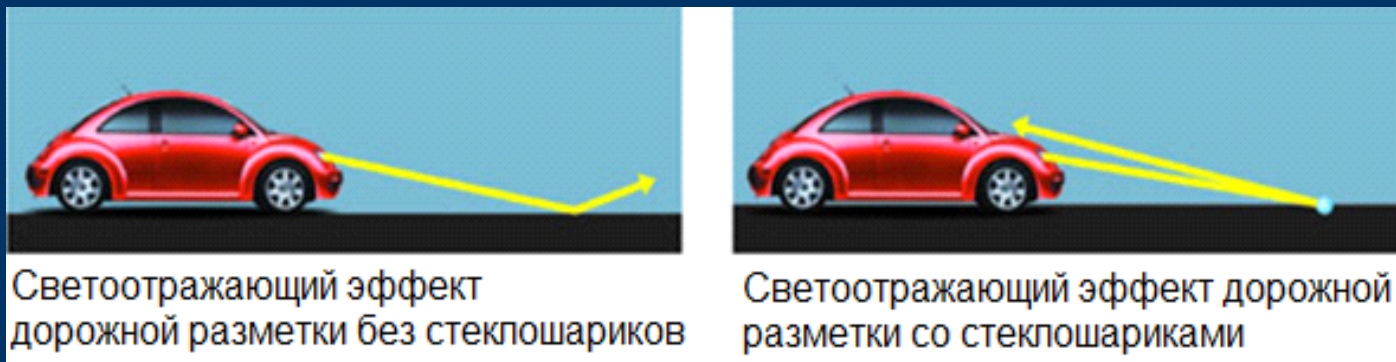 Светоотражающий эффект
дорожной разметки без стеклошариков
Светоотражающий эффект дорожной
разметки со стеклошариками